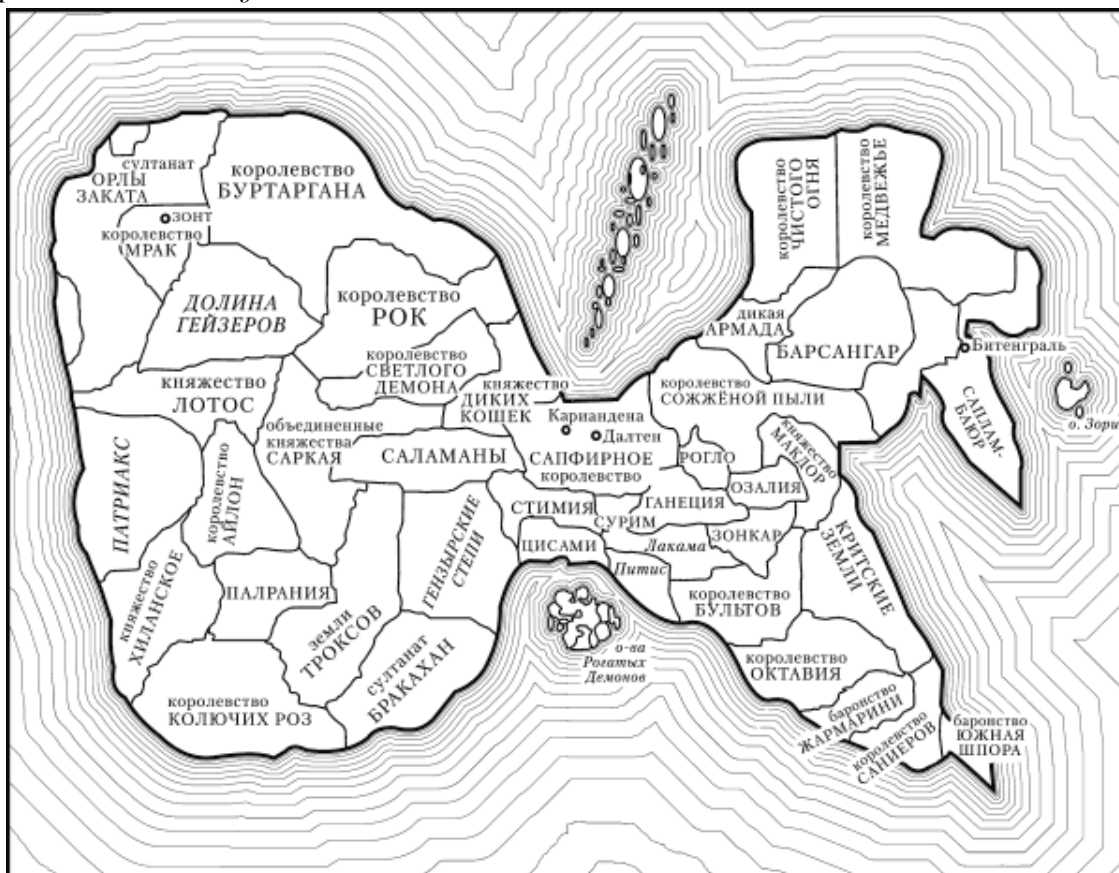 султанат
ОРЛЫ
ЗАКАТА
королевство
БУРТАРГАНА
ЗОНТ
королевство
МРАК
ДОЛИНА
ГЕЙЗЕРОВ
королевство
РОК
королевство
СВЕТЛОГО
ДЕМОНА
княжество
ЛОТОС
княжество
ДИКИХ
КОШЕК
объединенные
княжества
САРКАЯ
САЛАМАНЫ
ПАТРИАКС
королевство
АЙЛОН
княжество
ХИЛАНСКОЕ
ПАЛРАНИЯ
земли
ТРОКСОВ
ГЕНЗЫРСКИЕ
СТЕПИ
султанат
БРАКАХАН
королевство
КОЛЮЧИХ РОЗ
Кариандена
Далтен
САПФИРНОЕ
королевство
СТИМИЯ
СУРИМ
ЦИСАМИ
Питис
Лакама
ГАНЕЦИЯ
РОГЛО
ОЗАЛИЯ
ЗОНКАР
княжество
МАКДОР
королевство
СОЖЖЁНОЙ ПЫЛИ
дикая
АРМАДА
БАРСАНГАР
королевство
ЧИСТОГО
ОГНЯ
королевство
МЕДВЕЖЬЕ
Битенграль
САПЛАМ-
БАЮР
о. Зори
КРИТСКИЕ
ЗЕМЛИ
королевство
БУЛЬТОВ
королевство
ОКТАВИЯ
баронство
ЖАРМАРИНИ
королевство
САНИЕРОВ
баронство
ЮЖНАЯ
ШПОРА
о-ва
Рогатых
Демонов